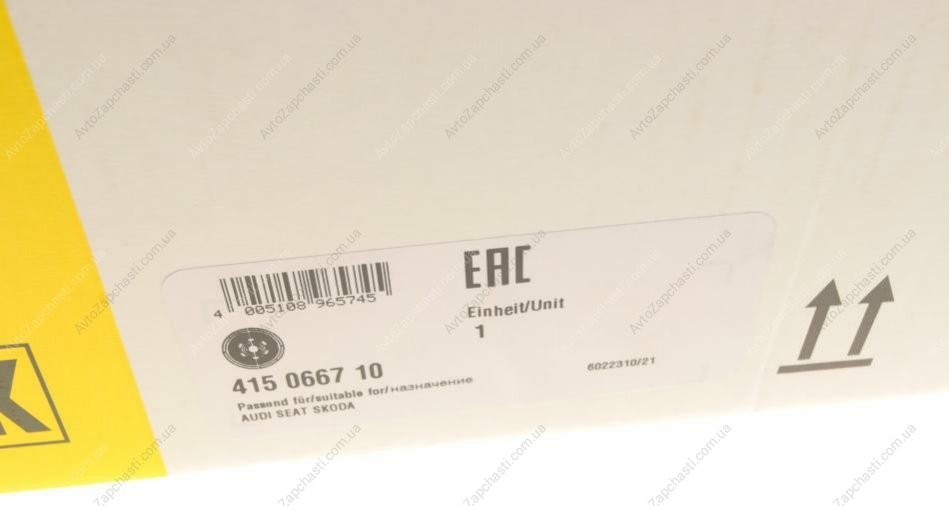 EAC
4 005108 965745
Einheit/Unit
1
415 0667 10
6022310/21
Passend für/suitable for/назначение
AUDI SEAT SKODA
K
AvtoZapchasti.com.ua